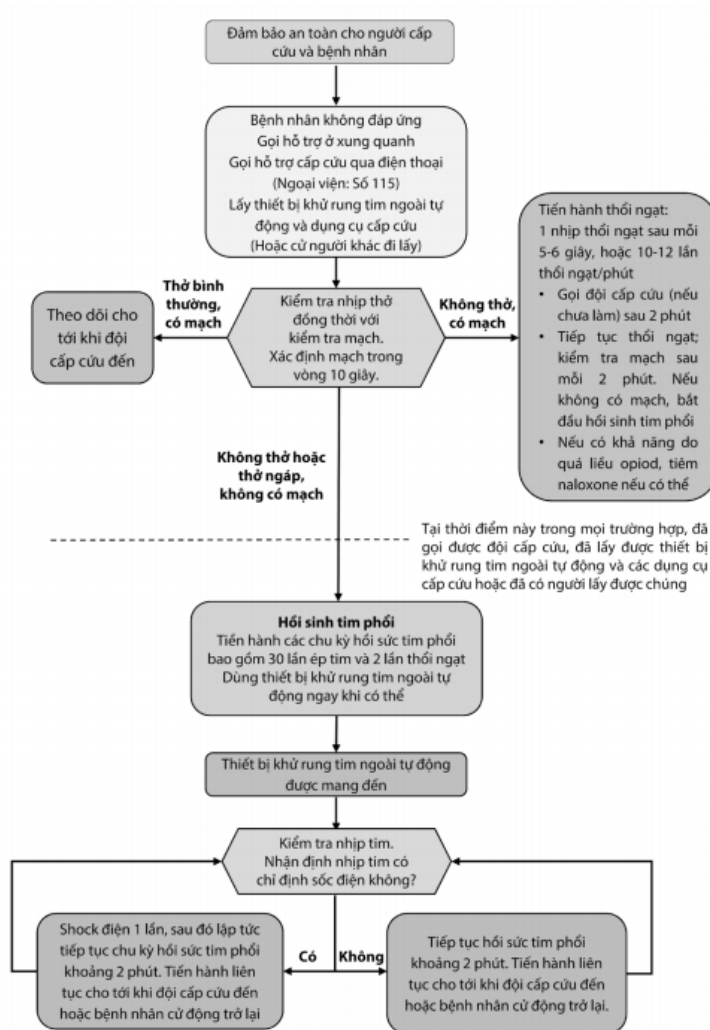 Đảm bảo an toàn cho người cấp
cứu và bệnh nhân
Bệnh nhân không đáp ứng
Gọi hỗ trợ ở xung quanh
Gọi hỗ trợ cấp cứu qua điện thoại
(Ngoại viện: Số 115)
Lấy thiết bị khử rung tim ngoài tự
động và dụng cụ cấp cứu
(Hoặc cử người khác đi lấy)
Thở bình
thường,
có mạch
Theo dõi cho
tới khi đội
cấp cứu đến
Kiểm tra nhịp thở
đồng thời với
kiểm tra mạch.
Xác định mạch trong
vòng 10 giây.
Không thở,
có mạch
Tiến hành thổi ngạt:
1 nhịp thổi ngạt sau mỗi
5-6 giây, hoặc 10-12 lần
thổi ngạt/phút
• Gọi đội cấp cứu (nếu
chưa làm) sau 2 phút
• Tiếp tục thổi ngạt;
kiểm tra mạch sau
mỗi 2 phút. Nếu
không có mạch, bắt
đầu hồi sinh tim phổi
• Nếu có khả năng do
quá liều opiod, tiêm
naloxone nếu có thể
Không thở hoặc
thở ngáp,
không có mạch
Tại thời điểm này trong mọi trường hợp, đã
gọi được đội cấp cứu, đã lấy được thiết bị
khử rung tim ngoài tự động và các dụng cụ
cấp cứu hoặc đã có người lấy được chúng
Hồi sinh tim phổi
Tiến hành các chu kỳ hồi sức tim phổi
bao gồm 30 lần ép tim và 2 lần thổi ngạt
Dùng thiết bị khử rung tim ngoài tự
động ngay khi có thể
Thiết bị khử rung tim ngoài tự động
được mang đến
Kiểm tra nhịp tim.
Nhận định nhịp tim có
chỉ định sốc điện không?
Shock điện 1 lần, sau đó lập tức
tiếp tục chu kỳ hồi sức tim phổi
khoảng 2 phút. Tiến hành liên
tục cho tới khi đội cấp cứu đến
hoặc bệnh nhân cử động trở lại
Có
Không
Tiếp tục hồi sức tim phổi
khoảng 2 phút. Tiến hành liên
tục cho tới khi đội cấp cứu đến
hoặc bệnh nhân cử động trở lại.